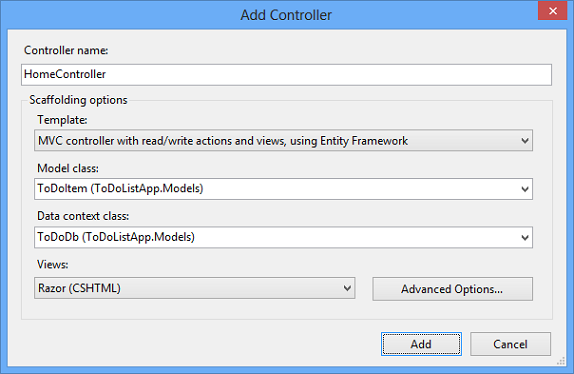 Add Controller
Controller name:
HomeController
Scaffolding options
Template:
MVC controller with read/write actions and views, using Entity Framework
Model class:
ToDoItem (ToDoListApp.Models)
Data context class:
ToDoDb (ToDoListApp.Models)
Views:
Razor (CSHTML)
Advanced Options...
Add
Cancel